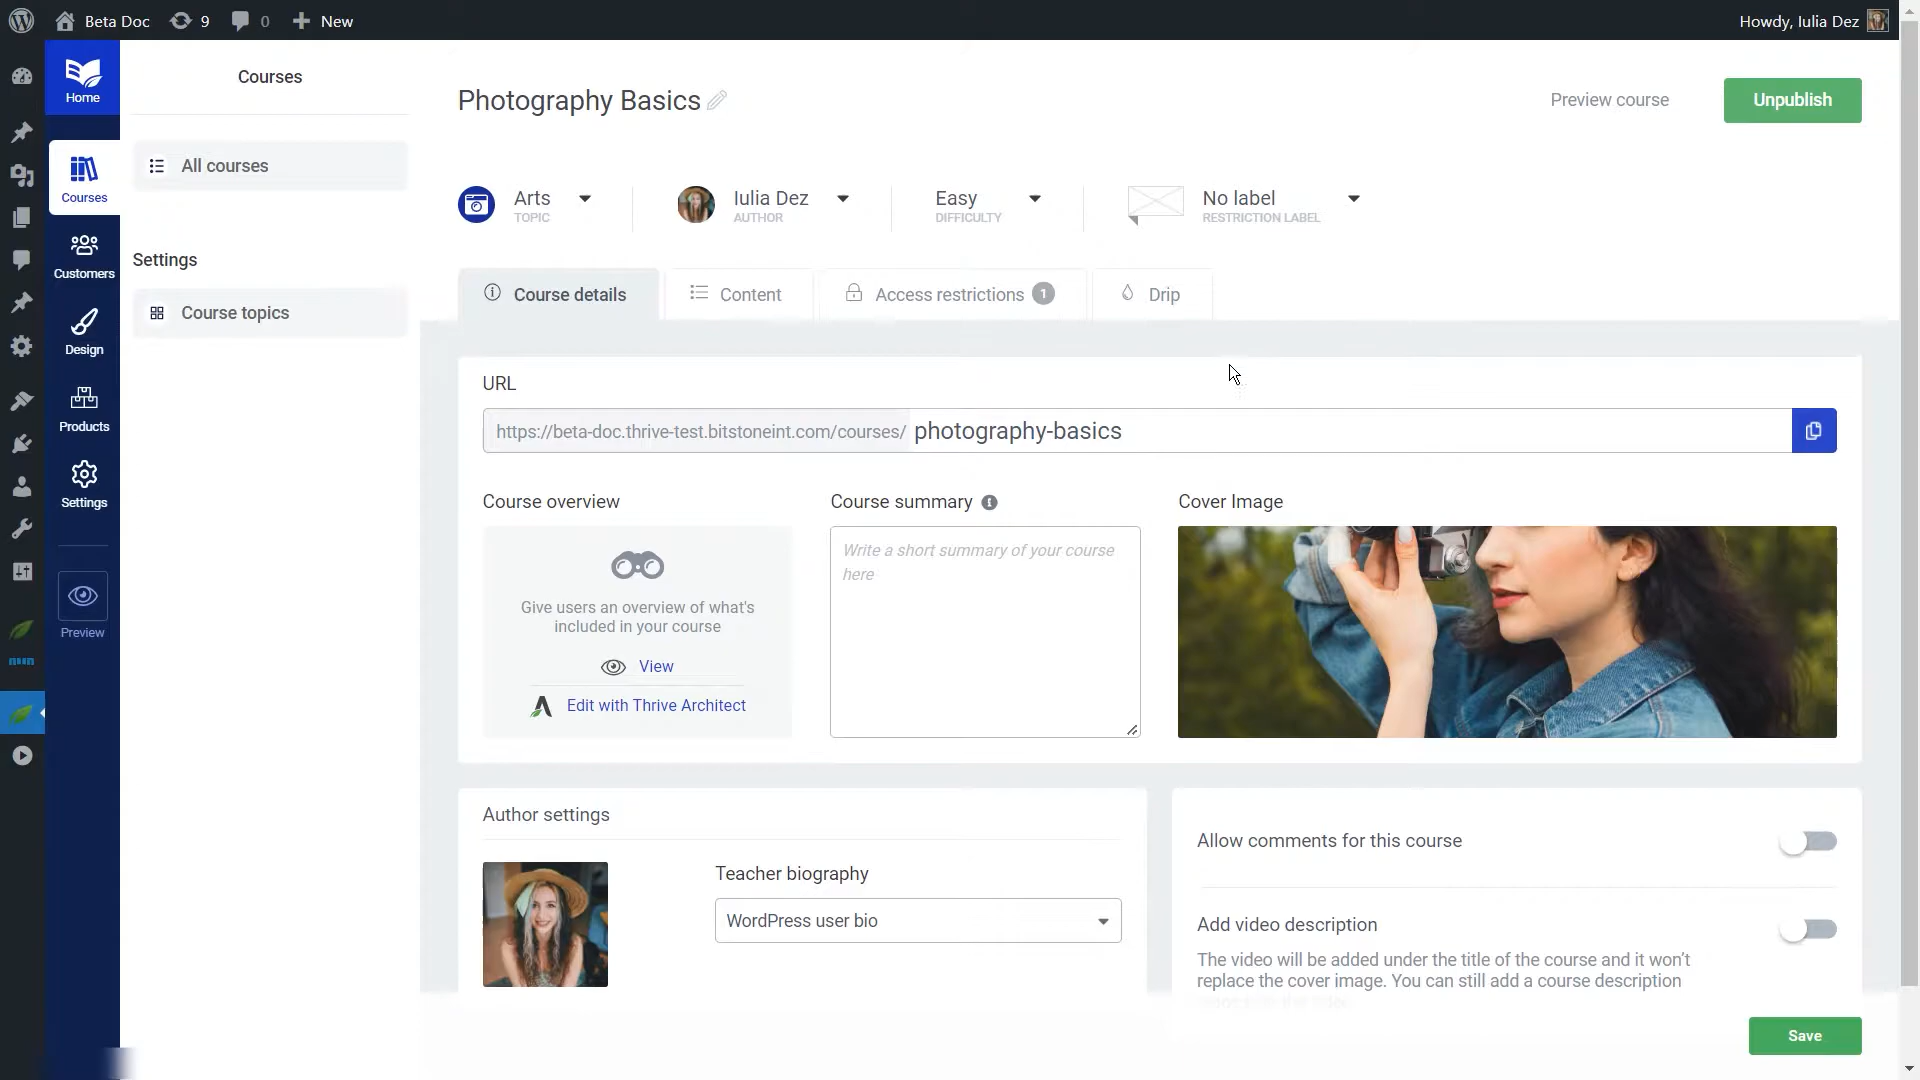 Beta Doc 9 0 New
Howdy, Iulia Dez
Home
Courses
Customers
Design
Products
Settings
Preview
Courses
All courses
Settings
Course topics
Photography Basics
Preview course
Unpublish
Arts
TOPIC
Iulia Dez
AUTHOR
Easy
DIFFICULTY
No label
RESTRICTION LABEL
Course details
Content
Access restrictions 1
Drip
URL
https://beta-doc.thrive-test.bitstoneint.com/courses/ photography-basics
Course overview
Give users an overview of what's
included in your course
View
Edit with Thrive Architect
Course summary
Write a short summary of your course
here
Cover Image
Author settings
Teacher biography
WordPress user bio
Allow comments for this course
Add video description
The video will be added under the title of the course and it won't
replace the cover image. You can still add a course description
Save